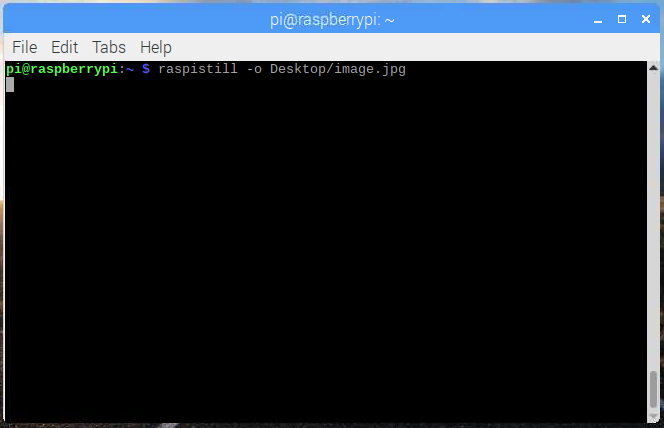 pi@raspberrypi: ~
File Edit Tabs Help
pi@raspberrypi:~ $ raspistill -o Desktop/image.jpg